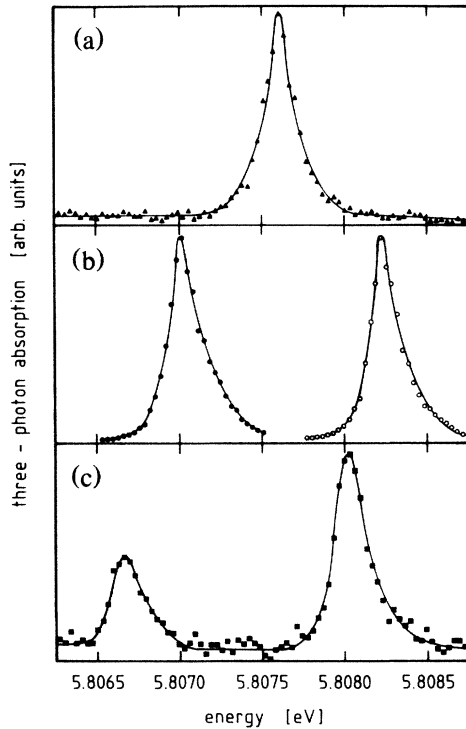 (a)
(b)
(c)
three - photon absorption [arb. units]
5.8065 5.8070 5.8075 5.8080 5.8085
energy [eV]